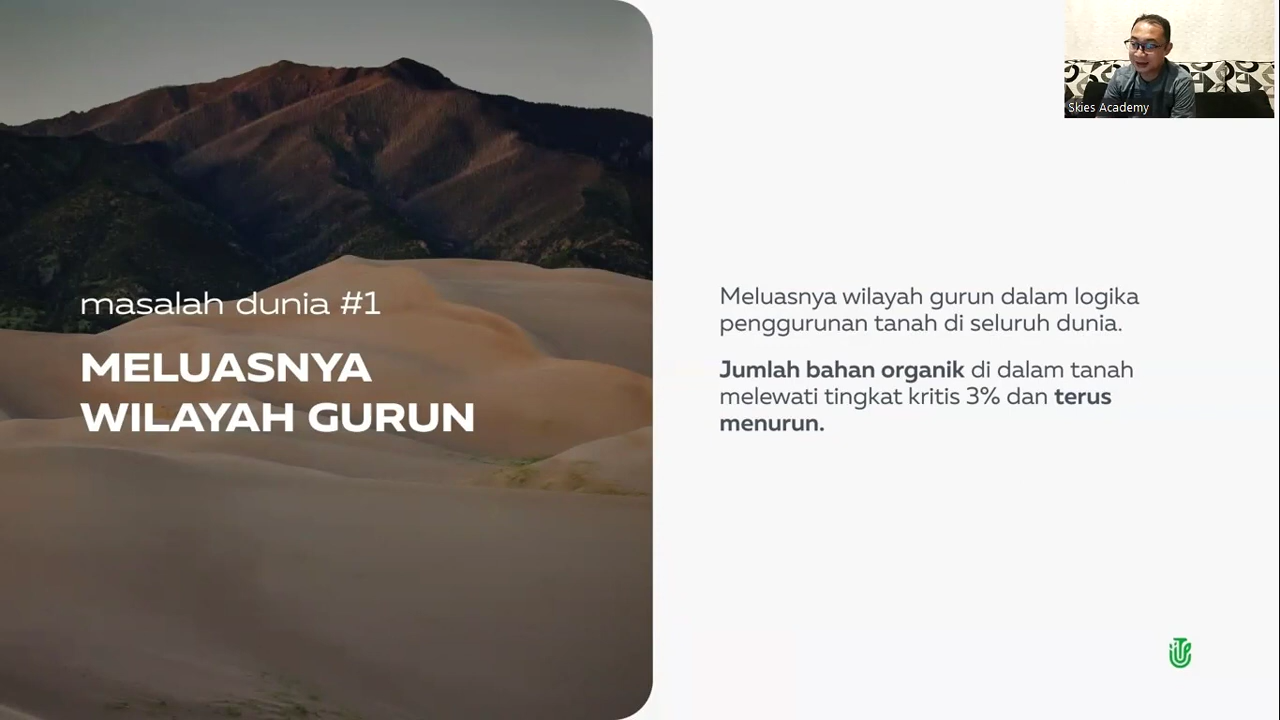 masalah dunia #1
MELUASNYA
WILAYAH GURUN
Meluasnya wilayah gurun dalam logika
penggurunan tanah di seluruh dunia.
Jumlah bahan organik di dalam tanah
melewati tingkat kritis 3% dan terus
menurun.
Skies Academy